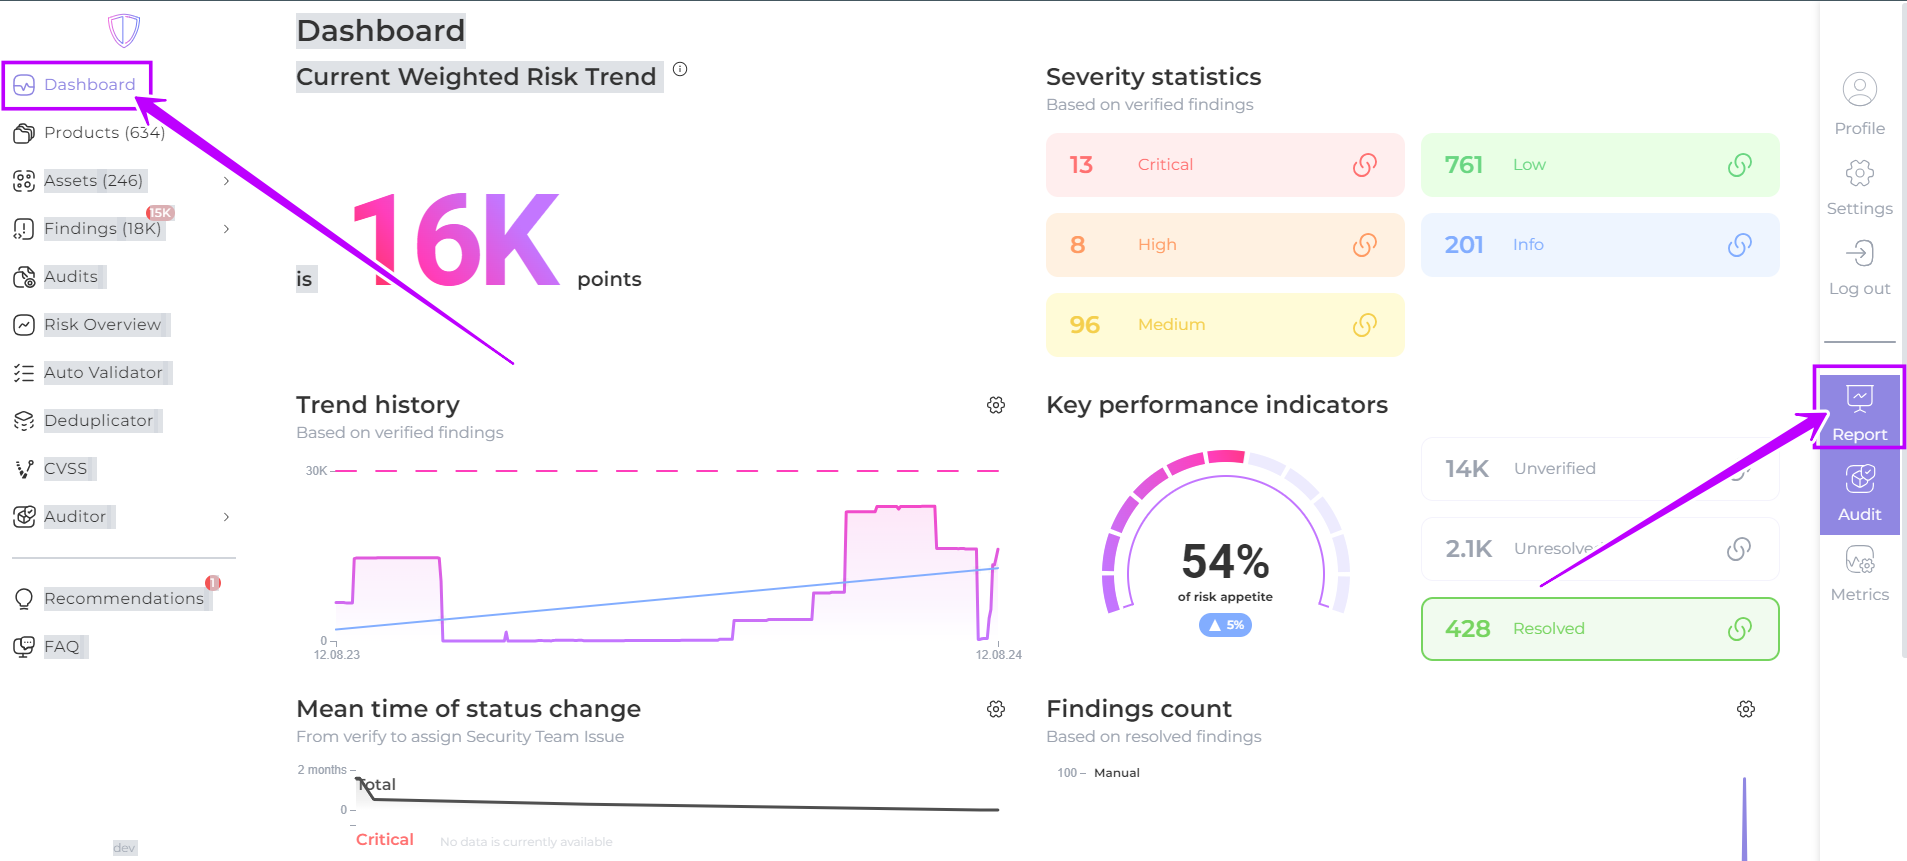 Dashboard
Products (634)
Assets (246)
15K
Findings (18K)
Audits
Risk Overview
Auto Validator
Deduplicator
CVSS
Auditor
1
Recommendations
FAQ
dev
Dashboard
Current Weighted Risk Trend
is 16K points
Severity statistics
Based on verified findings
13 Critical
761 Low
8 High
201 Info
96 Medium
Trend history
Based on verified findings
30K
0
12.08.23
12.08.24
Key performance indicators
54%
of risk appetite
5%
14K Unverified
2.1K Unresolved
428 Resolved
Mean time of status change
From verify to assign Security Team Issue
2 months
Total
0
Critical No data is currently available
Findings count
Based on resolved findings
100 Manual
Profile
Settings
Log out
Report
Audit
Metrics